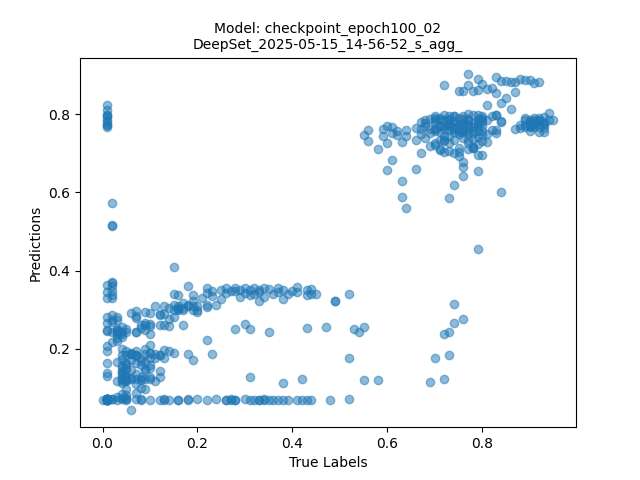 Model: checkpoint_epoch100_02
DeepSet_2025-05-15_14-56-52_s_agg_
0.8
0.6
0.4
0.2
Predictions
0.0
0.2
0.4
0.6
0.8
True Labels